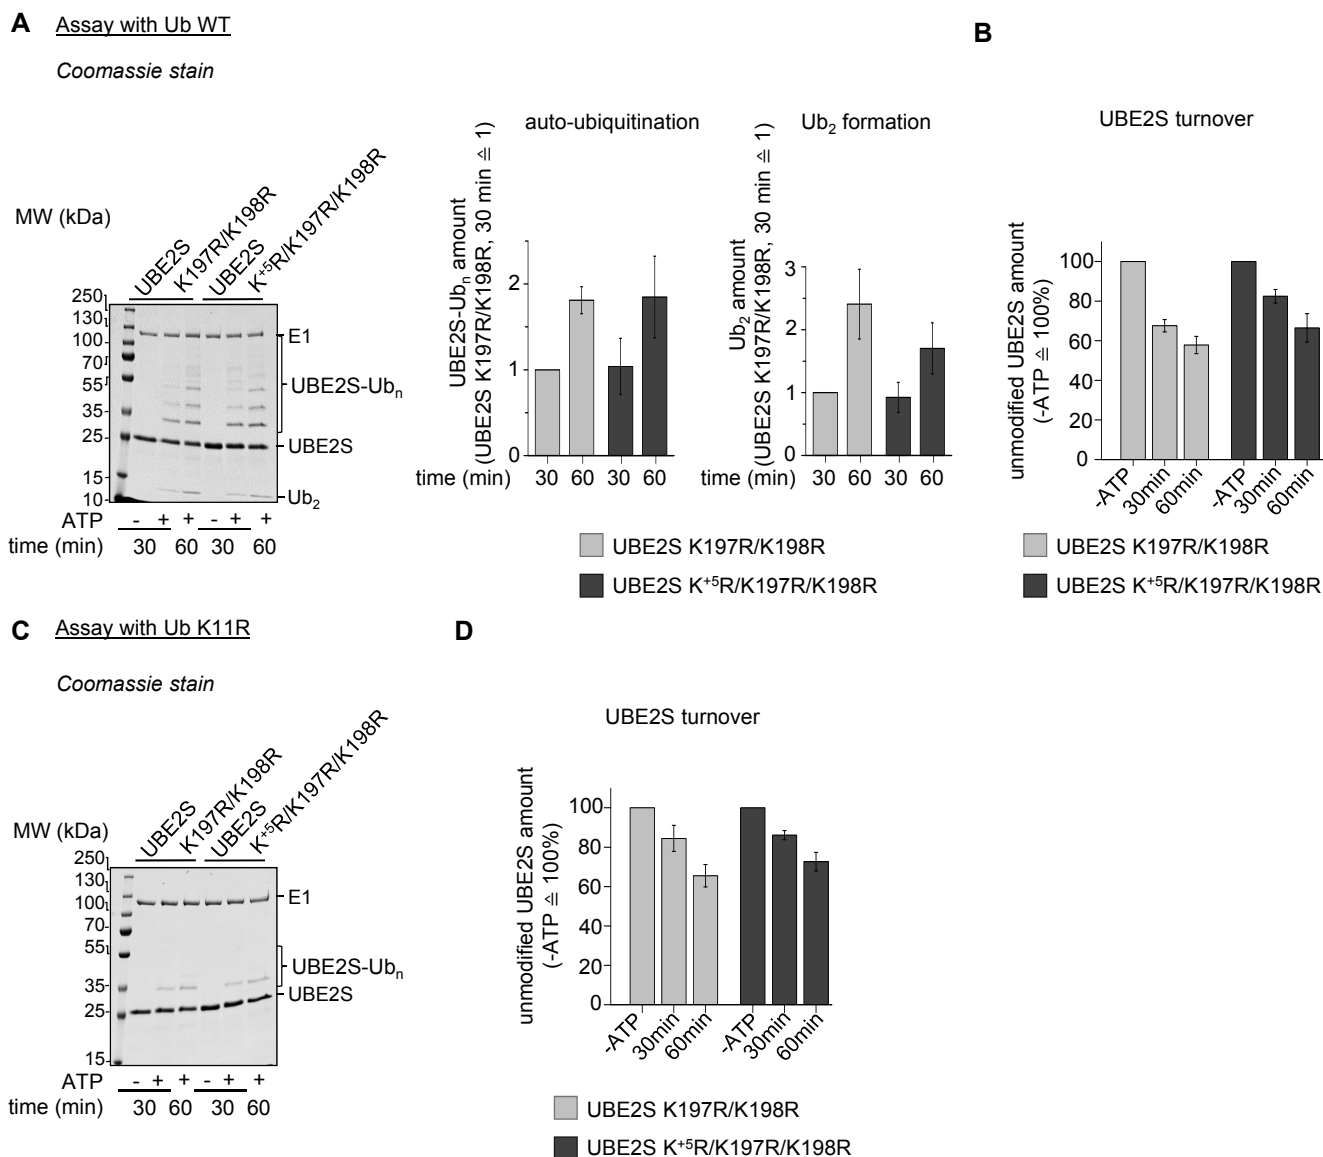 A Assay with Ub WT
Coomassie stain
MW (kDa)
UBE2S
K197R/K198R
UBE2S
K⁺⁵R/K197R/K198R
250
130
100
70
55
35
25
15
10
E1
UBE2S-Ubₙ
UBE2S
Ub₂
ATP - + + - + +
time (min) 30 60 30 60
auto-ubiquitination
UBE2S-Ubₙ amount
(UBE2S K197R/K198R, 30 min ≙ 1)
2
1
0
time (min) 30 60 30 60
Ub₂ formation
Ub₂ amount
(UBE2S K197R/K198R, 30 min ≙ 1)
3
2
1
0
time (min) 30 60 30 60
UBE2S K197R/K198R
UBE2S K⁺⁵R/K197R/K198R
B
UBE2S turnover
unmodified UBE2S amount
(-ATP ≙ 100%)
100
80
60
40
20
0
-ATP 30min 60min -ATP 30min 60min
UBE2S K197R/K198R
UBE2S K⁺⁵R/K197R/K198R
C Assay with Ub K11R
Coomassie stain
MW (kDa)
UBE2S
K197R/K198R
UBE2S
K⁺⁵R/K197R/K198R
250
130
100
70
55
35
25
15
E1
UBE2S-Ubₙ
UBE2S
ATP - + + - + +
time (min) 30 60 30 60
D
UBE2S turnover
unmodified UBE2S amount
(-ATP ≙ 100%)
100
80
60
40
20
0
-ATP 30min 60min -ATP 30min 60min
UBE2S K197R/K198R
UBE2S K⁺⁵R/K197R/K198R